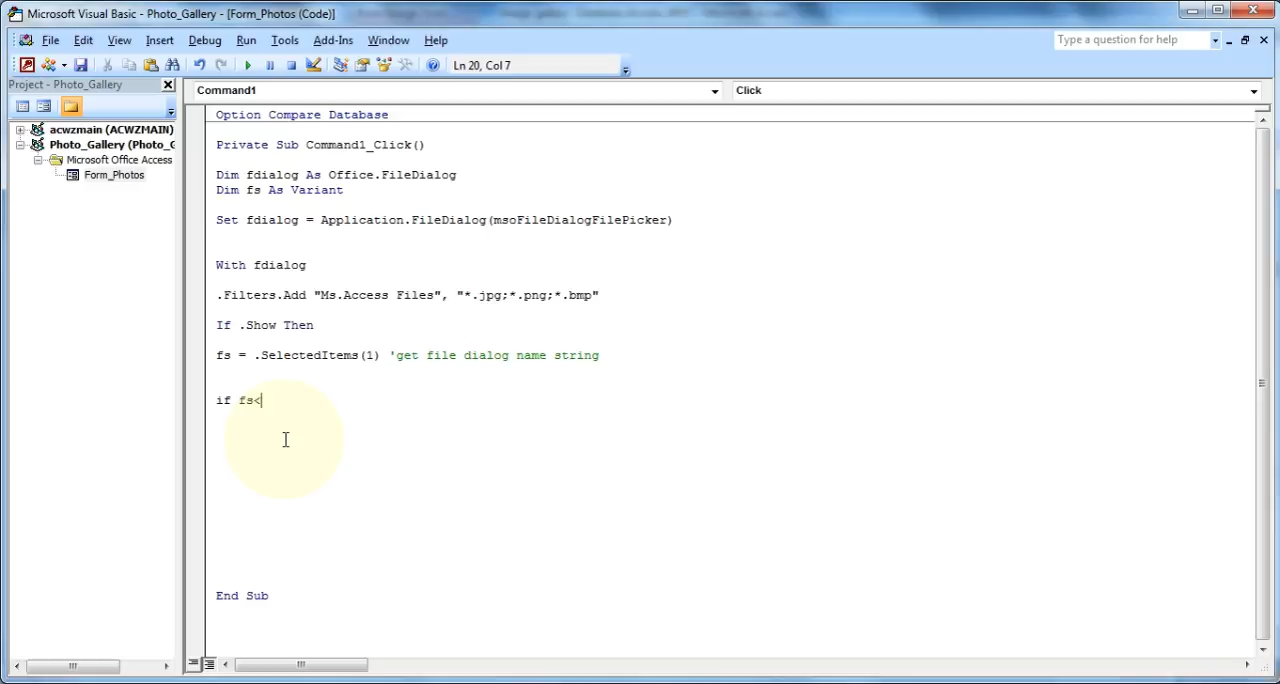 Microsoft Visual Basic - Photo_Gallery - [Form_Photos (Code)]
File Edit View Insert Debug Run Tools Add-Ins Window Help
Type a question for help
Ln 20, Col 7
Project - Photo_Gallery
Command1 Click
acwzmain (ACWZMAIN)
Photo_Gallery (Photo_G
Microsoft Office Access
Form_Photos
Option Compare Database
Private Sub Command1_Click()
Dim fdialog As Office.FileDialog
Dim fs As Variant
Set fdialog = Application.FileDialog(msoFileDialogFilePicker)
With fdialog
.Filters.Add "Ms.Access Files", "*.jpg;*.png;*.bmp"
If .Show Then
fs = .SelectedItems(1) 'get file dialog name string
if fs<
End Sub